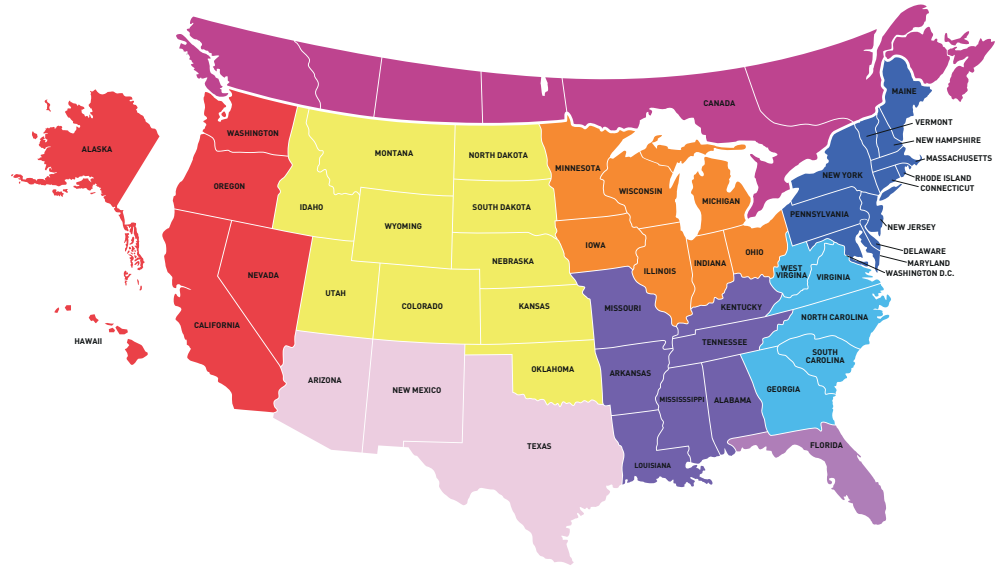 CANADA
MAINE
VERMONT
NEW HAMPSHIRE
MASSACHUSETTS
RHODE ISLAND
CONNECTICUT
NEW YORK
PENNSYLVANIA
NEW JERSEY
DELAWARE
MARYLAND
WASHINGTON D.C.
ALASKA
WASHINGTON
OREGON
MONTANA
IDAHO
WYOMING
NORTH DAKOTA
SOUTH DAKOTA
NEBRASKA
MINNESOTA
WISCONSIN
MICHIGAN
IOWA
ILLINOIS
INDIANA
OHIO
WEST
VIRGINIA
VIRGINIA
NEVADA
UTAH
COLORADO
KANSAS
MISSOURI
KENTUCKY
NORTH CAROLINA
CALIFORNIA
HAWAII
TENNESSEE
SOUTH
CAROLINA
ARIZONA
NEW MEXICO
OKLAHOMA
ARKANSAS
MISSISSSIPPI
ALABAMA
GEORGIA
TEXAS
LOUISIANA
FLORIDA